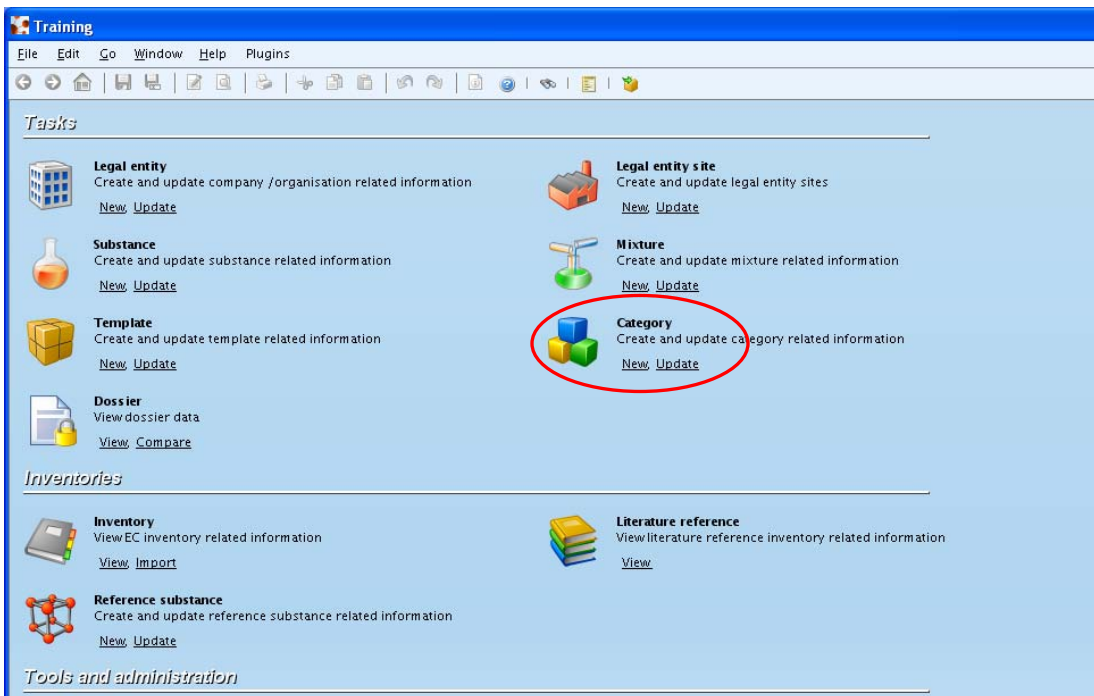 Training
File Edit Go Window Help Plugins
Tasks
Legal entity
Create and update company /organisation related information
New, Update
Legal entity site
Create and update legal entity sites
New, Update
Substance
Create and update substance related information
New, Update
Mixture
Create and update mixture related information
New, Update
Template
Create and update template related information
New, Update
Category
Create and update category related information
New, Update
Dossier
View dossier data
View, Compare
Inventories
Inventory
View EC inventory related information
View, Import
Literature reference
View literature reference inventory related information
View
Reference substance
Create and update reference substance related information
New, Update
Tools and administration